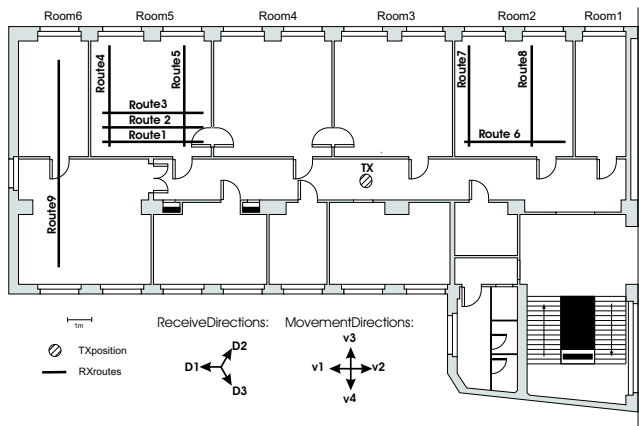 Room6 Room5 Room4 Room3 Room2 Room1
Route4
Route5
Route7
Route8
Route3
Route 2
Route1
Route 6
TX
Route9
1m
TXposition
RXroutes
ReceiveDirections:
D2
D1
D3
MovementDirections:
v3
v1
v2
v4